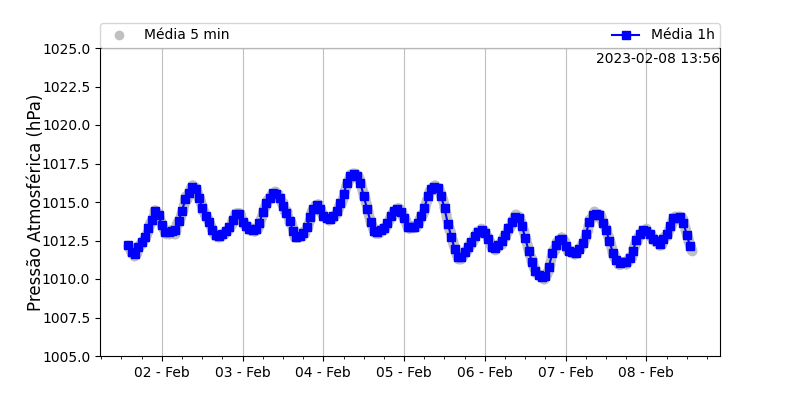 Média 5 min
Média 1h
2023-02-08 13:56
Pressão Atmosférica (hPa)
1025.0
1022.5
1020.0
1017.5
1015.0
1012.5
1010.0
1007.5
1005.0
02 - Feb
03 - Feb
04 - Feb
05 - Feb
06 - Feb
07 - Feb
08 - Feb